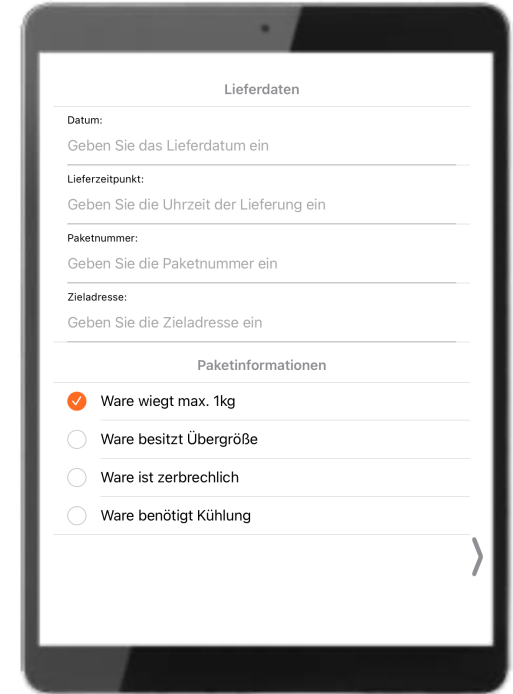 Lieferdaten
Datum:
Geben Sie das Lieferdatum ein
Lieferzeitpunkt:
Geben Sie die Uhrzeit der Lieferung ein
Paketnummer:
Geben Sie die Paketnummer ein
Zieladresse:
Geben Sie die Zieladresse ein
Paketinformationen
Ware wiegt max. 1kg
Ware besitzt Übergröße
Ware ist zerbrechlich
Ware benötigt Kühlung